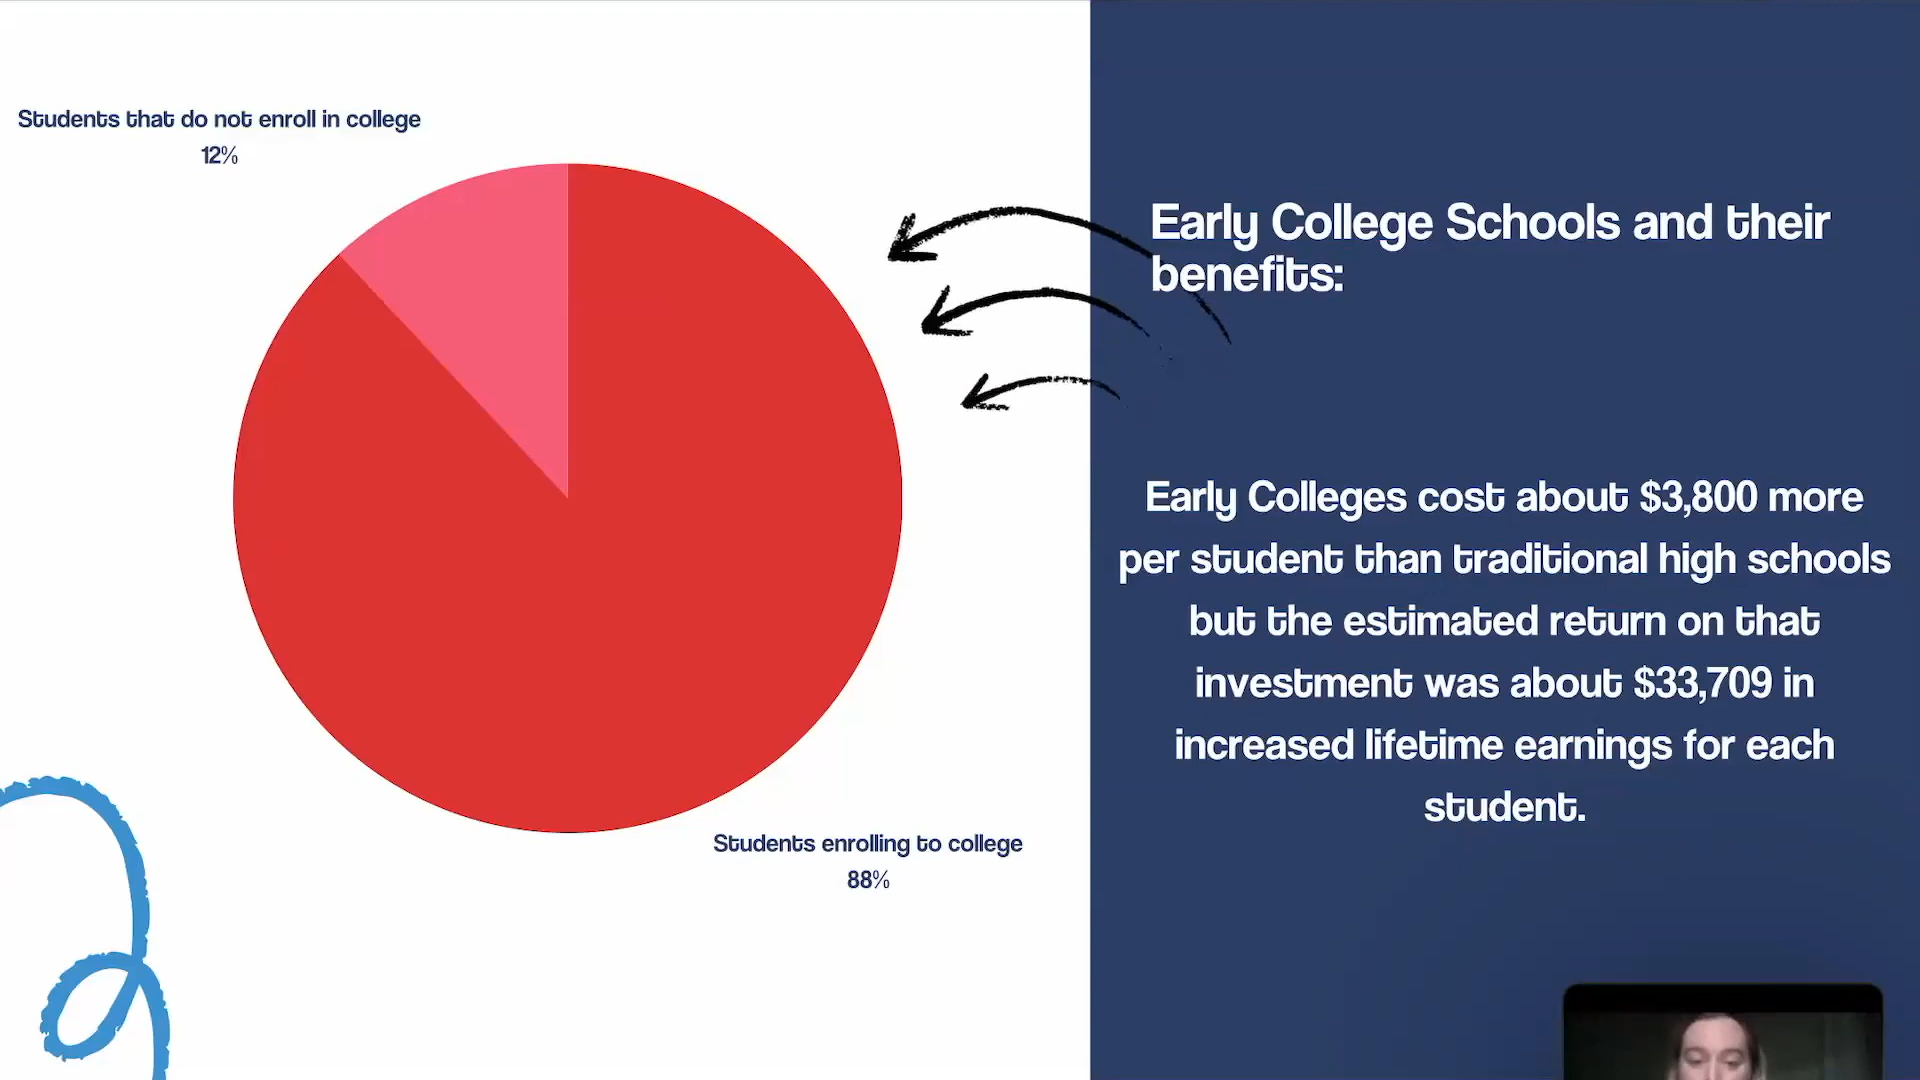 Students that do not enroll in college
12%
Students enrolling to college
88%
Early College Schools and their
benefits:
Early Colleges cost about $3,800 more
per student than traditional high schools
but the estimated return on that
investment was about $33,709 in
increased lifetime earnings for each
student.